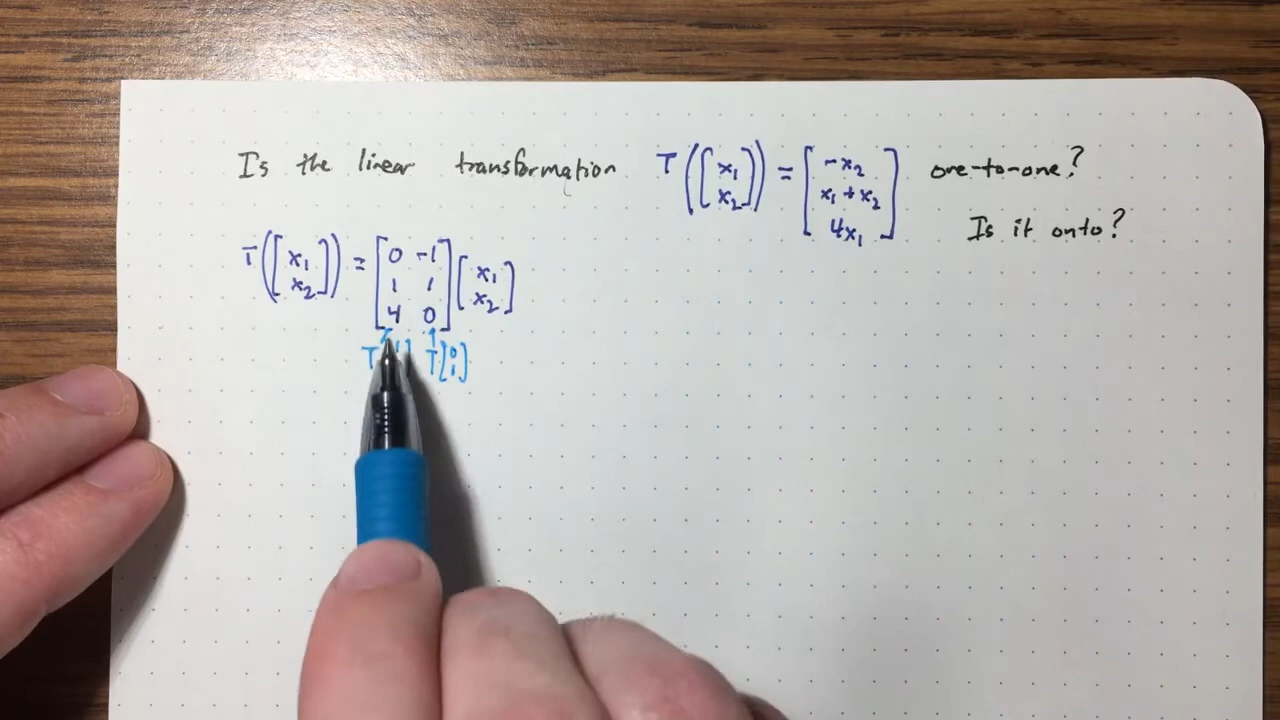 Is the linear transformation T([x₁ x₂]) = [-x₂ x₁ + x₂ 4x₁] one-to-one?
Is it onto?
T([x₁ x₂]) = [0 -1 1 1 4 0] [x₁ x₂]
T T[0 1]